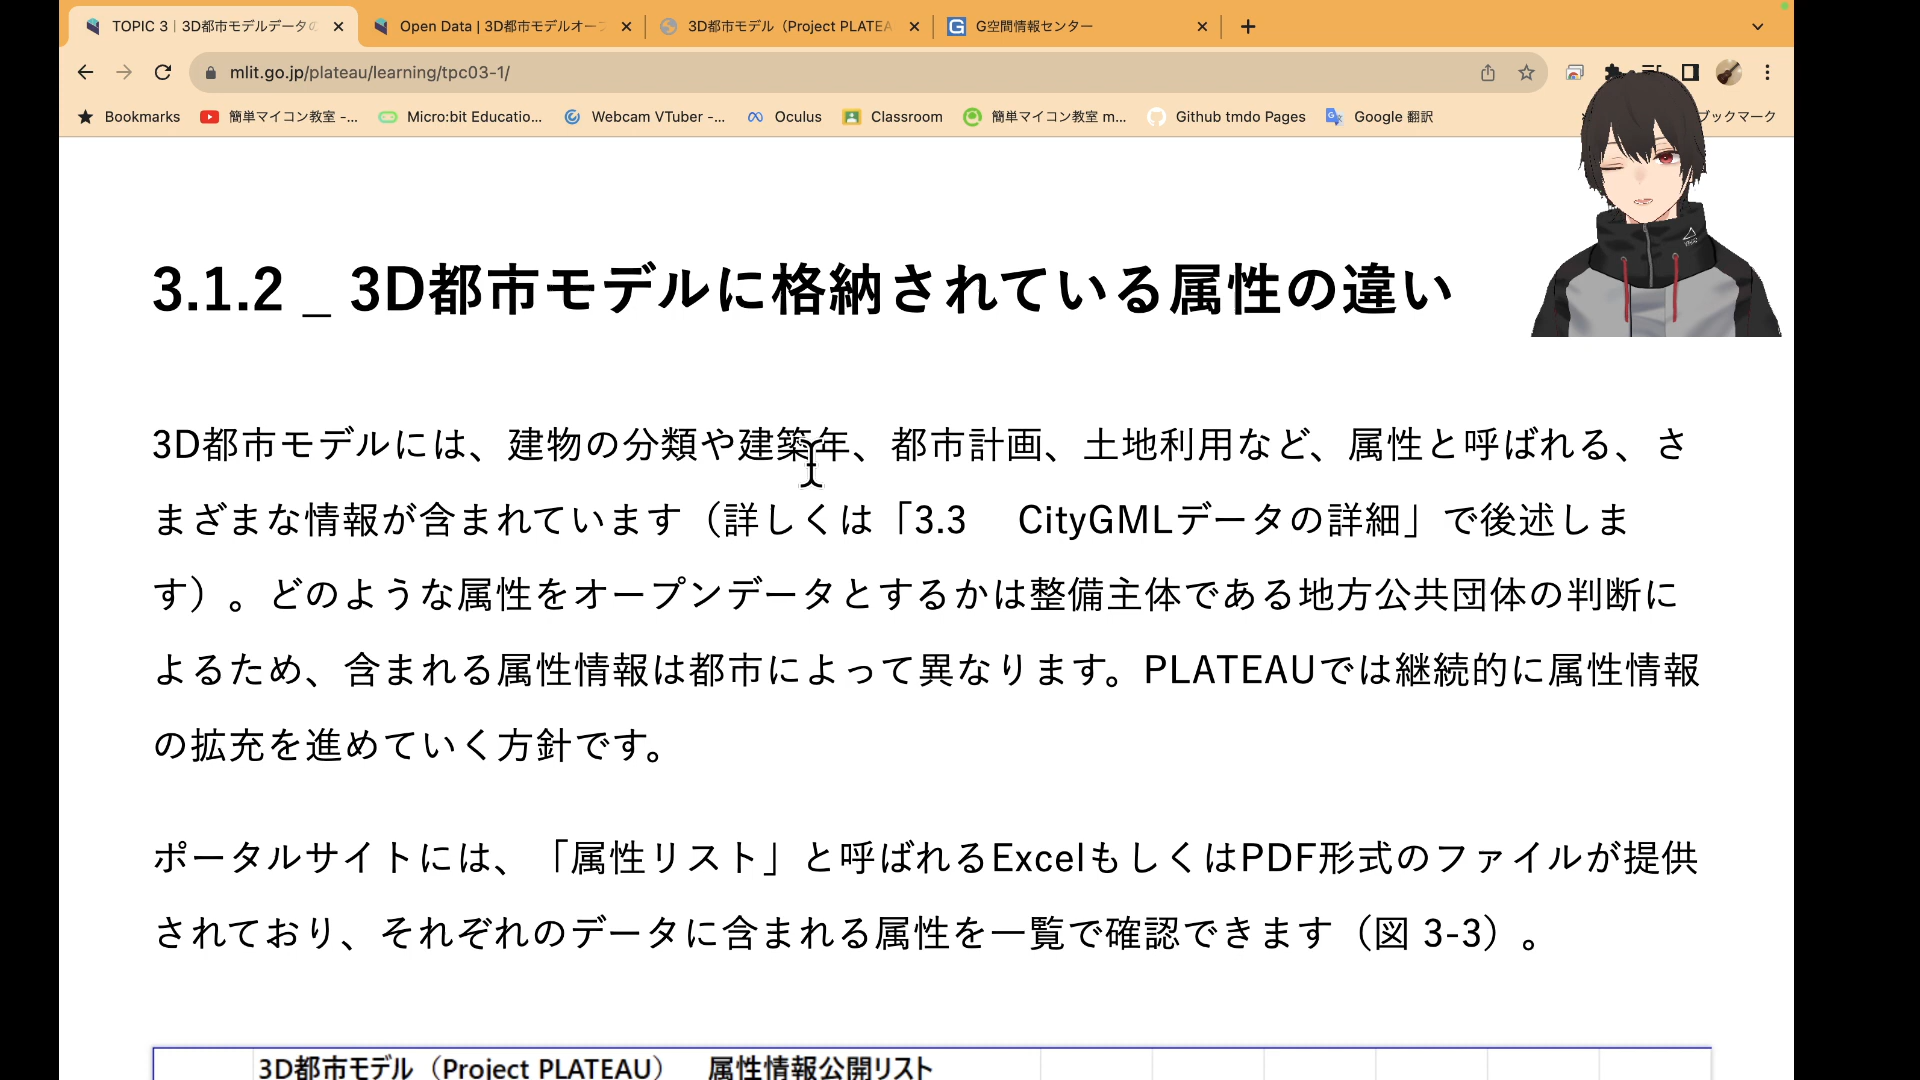 TOPIC 3 | 3D都市モデルデータの
Open Data | 3D都市モデルオープ
3D都市モデル（Project PLATEA
G空間情報センター
mlit.go.jp/plateau/learning/tpc03-1/
Bookmarks
簡単マイコン教室 -...
Micro:bit Educatio...
Webcam VTuber -...
Oculus
Classroom
簡単マイコン教室 m...
Github tmdo Pages
Google 翻訳
ブックマーク
3.1.2 _ 3D都市モデルに格納されている属性の違い
3D都市モデルには、建物の分類や建築年、都市計画、土地利用など、属性と呼ばれる、さ
まざまな情報が含まれています（詳しくは「3.3　CityGMLデータの詳細」で後述しま
す）。どのような属性をオープンデータとするかは整備主体である地方公共団体の判断に
よるため、含まれる属性情報は都市によって異なります。PLATEAUでは継続的に属性情報
の拡充を進めていく方針です。
ポータルサイトには、「属性リスト」と呼ばれるExcelもしくはPDF形式のファイルが提供
されており、それぞれのデータに含まれる属性を一覧で確認できます（図 3-3）。
3D都市モデル（Project PLATEAU）　属性情報公開リスト